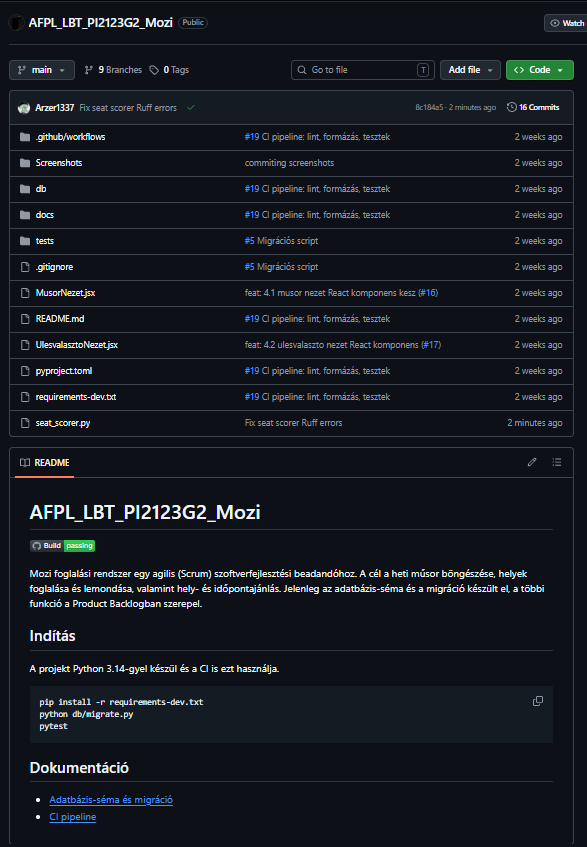 AFPL_LBT_PI2123G2_Mozi Public Watch
main 9 Branches 0 Tags Go to file T Add file Code
Arzer1337 Fix seat scorer Ruff errors 8c184a5 · 2 minutes ago 16 Commits
.github/workflows #19 CI pipeline: lint, formázás, tesztek 2 weeks ago
Screenshots commiting screenshots 2 weeks ago
db #19 CI pipeline: lint, formázás, tesztek 2 weeks ago
docs #19 CI pipeline: lint, formázás, tesztek 2 weeks ago
tests #5 Migrációs script 2 weeks ago
.gitignore #5 Migrációs script 2 weeks ago
MusorNezet.jsx feat: 4.1 musor nezet React komponens kesz (#16) 2 weeks ago
README.md #19 CI pipeline: lint, formázás, tesztek 2 weeks ago
UlesvalasztoNezet.jsx feat: 4.2 ulesvalaszto nezet React komponens (#17) 2 weeks ago
pyproject.toml #19 CI pipeline: lint, formázás, tesztek 2 weeks ago
requirements-dev.txt #19 CI pipeline: lint, formázás, tesztek 2 weeks ago
seat_scorer.py Fix seat scorer Ruff errors 2 minutes ago
README
AFPL_LBT_PI2123G2_Mozi
Build passing
Mozi foglalási rendszer egy agilis (Scrum) szoftverfejlesztési beadandóhoz. A cél a heti műsor böngészése, helyek
foglalása és lemondása, valamint hely- és időpontajánlás. Jelenleg az adatbázis-séma és a migráció készült el, a többi
funkció a Product Backlogban szerepel.
Indítás
A projekt Python 3.14-gyel készül és a CI is ezt használja.
pip install -r requirements-dev.txt
python db/migrate.py
pytest
Dokumentáció
Adatbázis-séma és migráció
CI pipeline